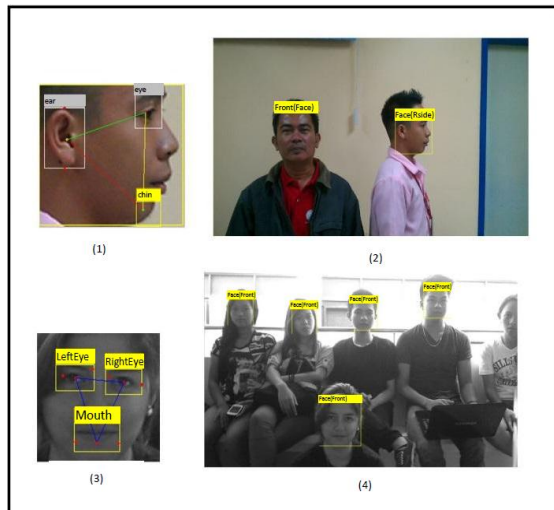 ear
eye
chin
(1)
Front(Face)
Face(Rside)
(2)
LeftEye
RightEye
Mouth
(3)
Face(Front)
Face(Front)
Face(Front)
Face(Front)
Face(Front)
(4)